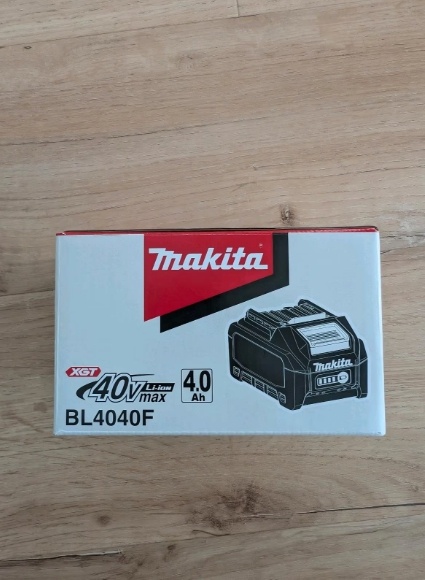 makita
XGT
40v Li-ion
max
4.0
Ah
BL4040F
makita